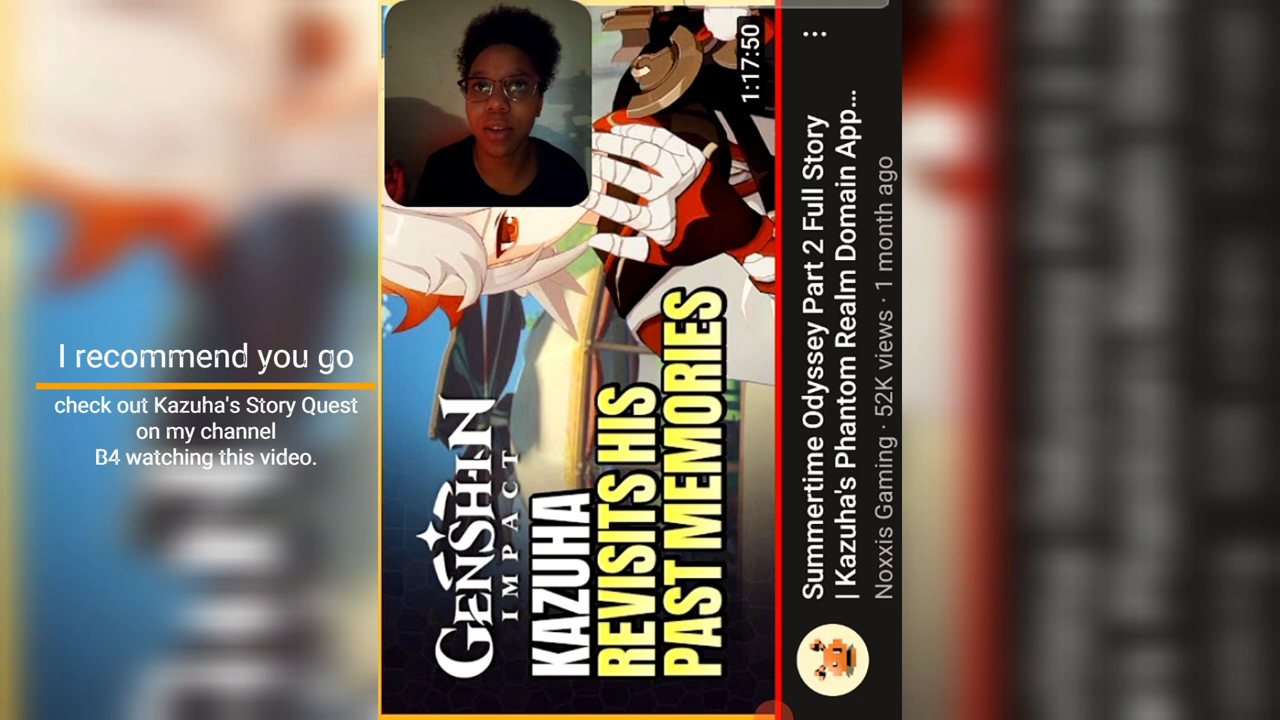 I recommend you go
check out Kazuha's Story Quest
on my channel
B4 watching this video.
GENSHIN
IMPACT
KAZUHA
REVISITS HIS
PAST MEMORIES
1:17:50
Summertime Odyssey Part 2 Full Story
| Kazuha's Phantom Realm Domain App...
Noxxis Gaming · 52K views · 1 month ago